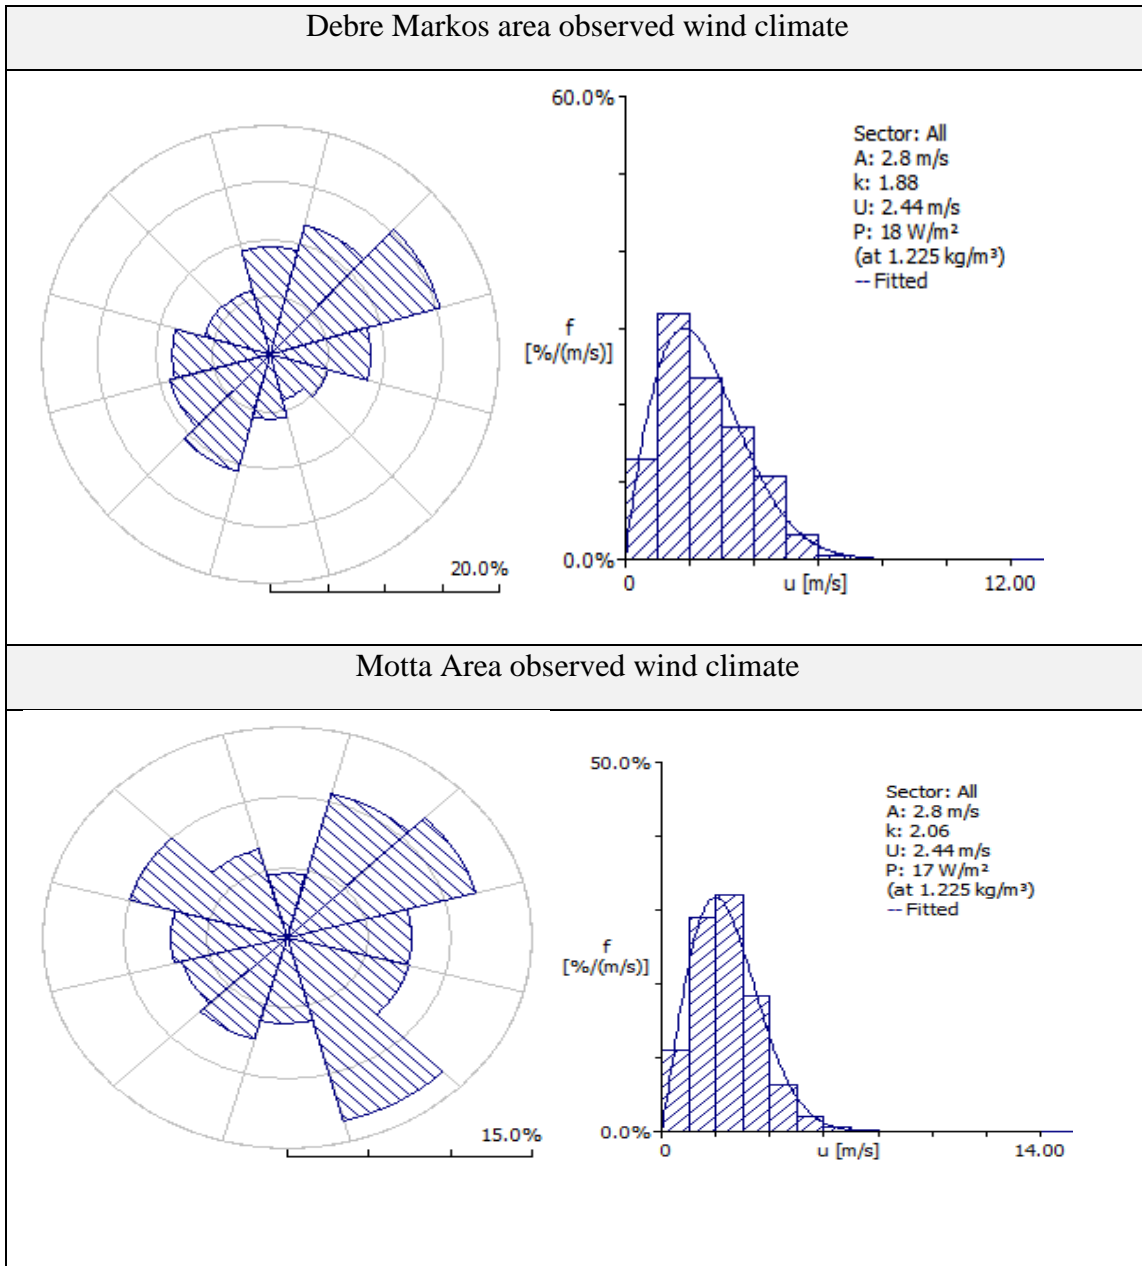 Debre Markos area observed wind climate
20.0%
60.0%
f
[%/(m/s)]
0.0%
0
u [m/s]
12.00
Sector: All
A: 2.8 m/s
k: 1.88
U: 2.44 m/s
P: 18 W/m²
(at 1.225 kg/m³)
-- Fitted
Motta Area observed wind climate
15.0%
50.0%
f
[%/(m/s)]
0.0%
0
u [m/s]
14.00
Sector: All
A: 2.8 m/s
k: 2.06
U: 2.44 m/s
P: 17 W/m²
(at 1.225 kg/m³)
-- Fitted